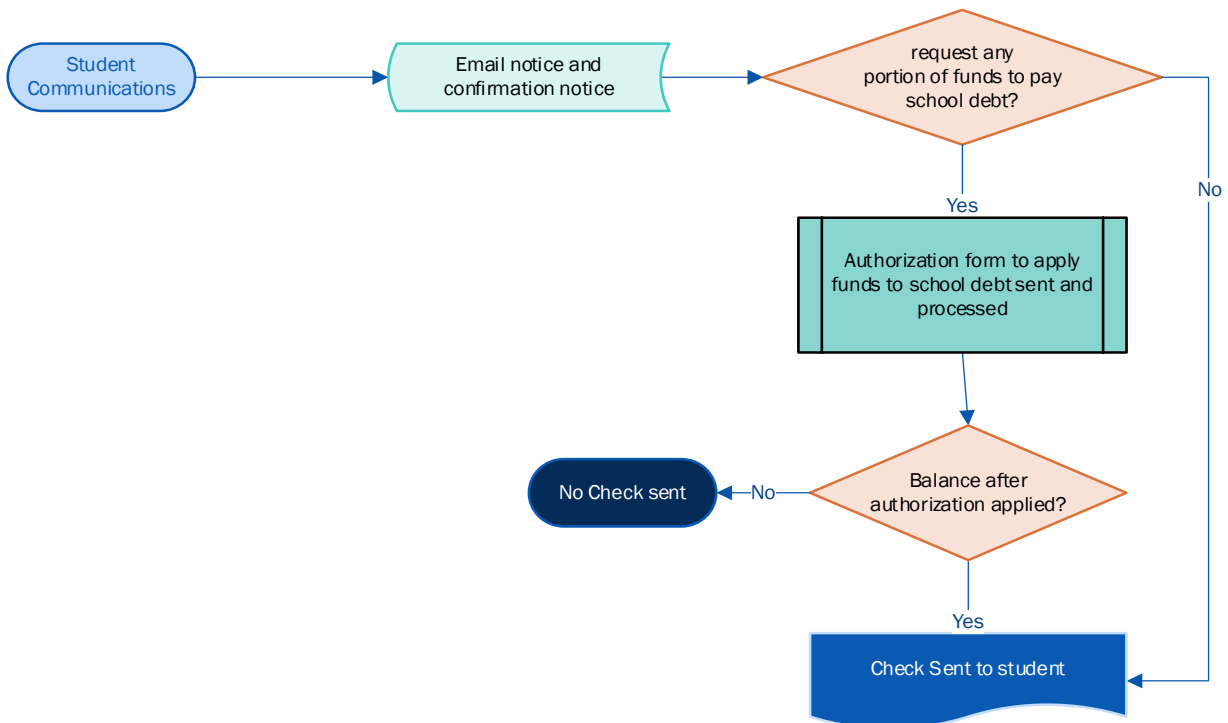 Student
Communications
Email notice and
confirmation notice
request any
portion of funds to pay
school debt?
No
Yes
Authorization form to apply
funds to school debt sent and
processed
Balance after
authorization applied?
No
No Check sent
Yes
Check Sent to student